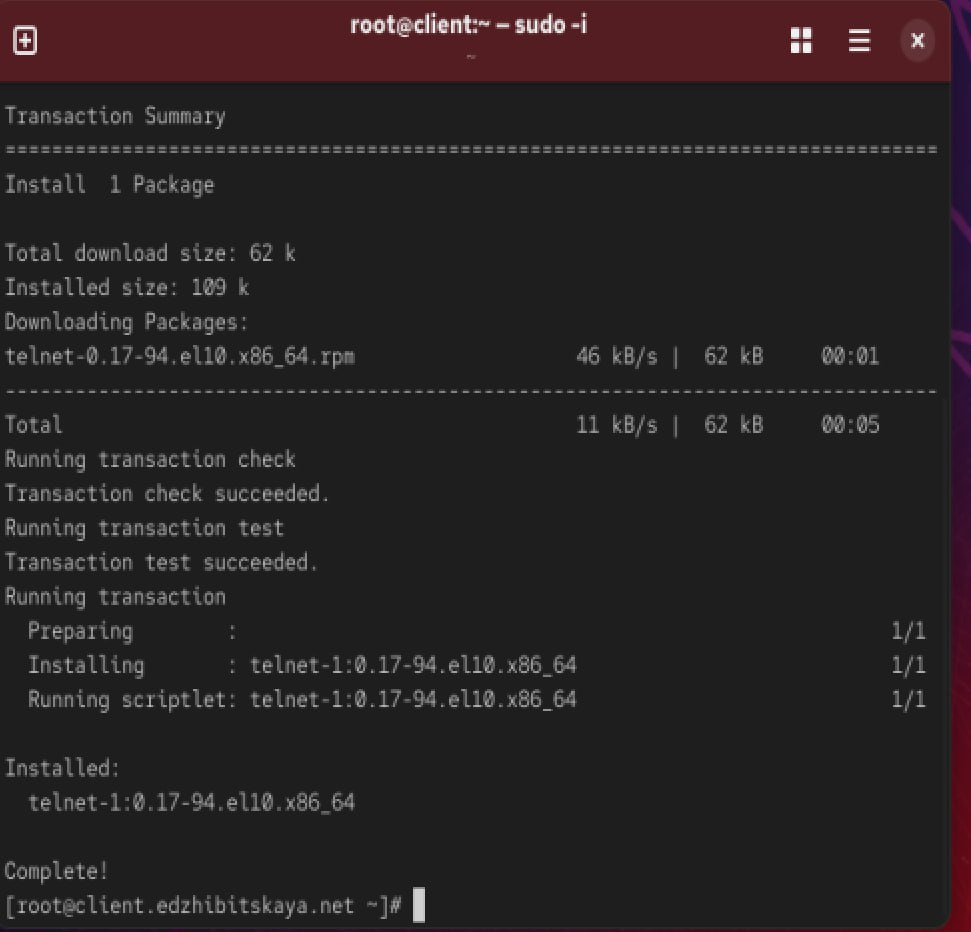 root@client:~ — sudo -i
~
Transaction Summary
================================================================================
Install  1 Package

Total download size: 62 k
Installed size: 109 k
Downloading Packages:
telnet-0.17-94.el10.x86_64.rpm                   46 kB/s |  62 kB     00:01
--------------------------------------------------------------------------------
Total                                            11 kB/s |  62 kB     00:05
Running transaction check
Transaction check succeeded.
Running transaction test
Transaction test succeeded.
Running transaction
  Preparing        :                                                        1/1
  Installing       : telnet-1:0.17-94.el10.x86_64                           1/1
  Running scriptlet: telnet-1:0.17-94.el10.x86_64                           1/1

Installed:
  telnet-1:0.17-94.el10.x86_64

Complete!
[root@client.edzhibitskaya.net ~]#